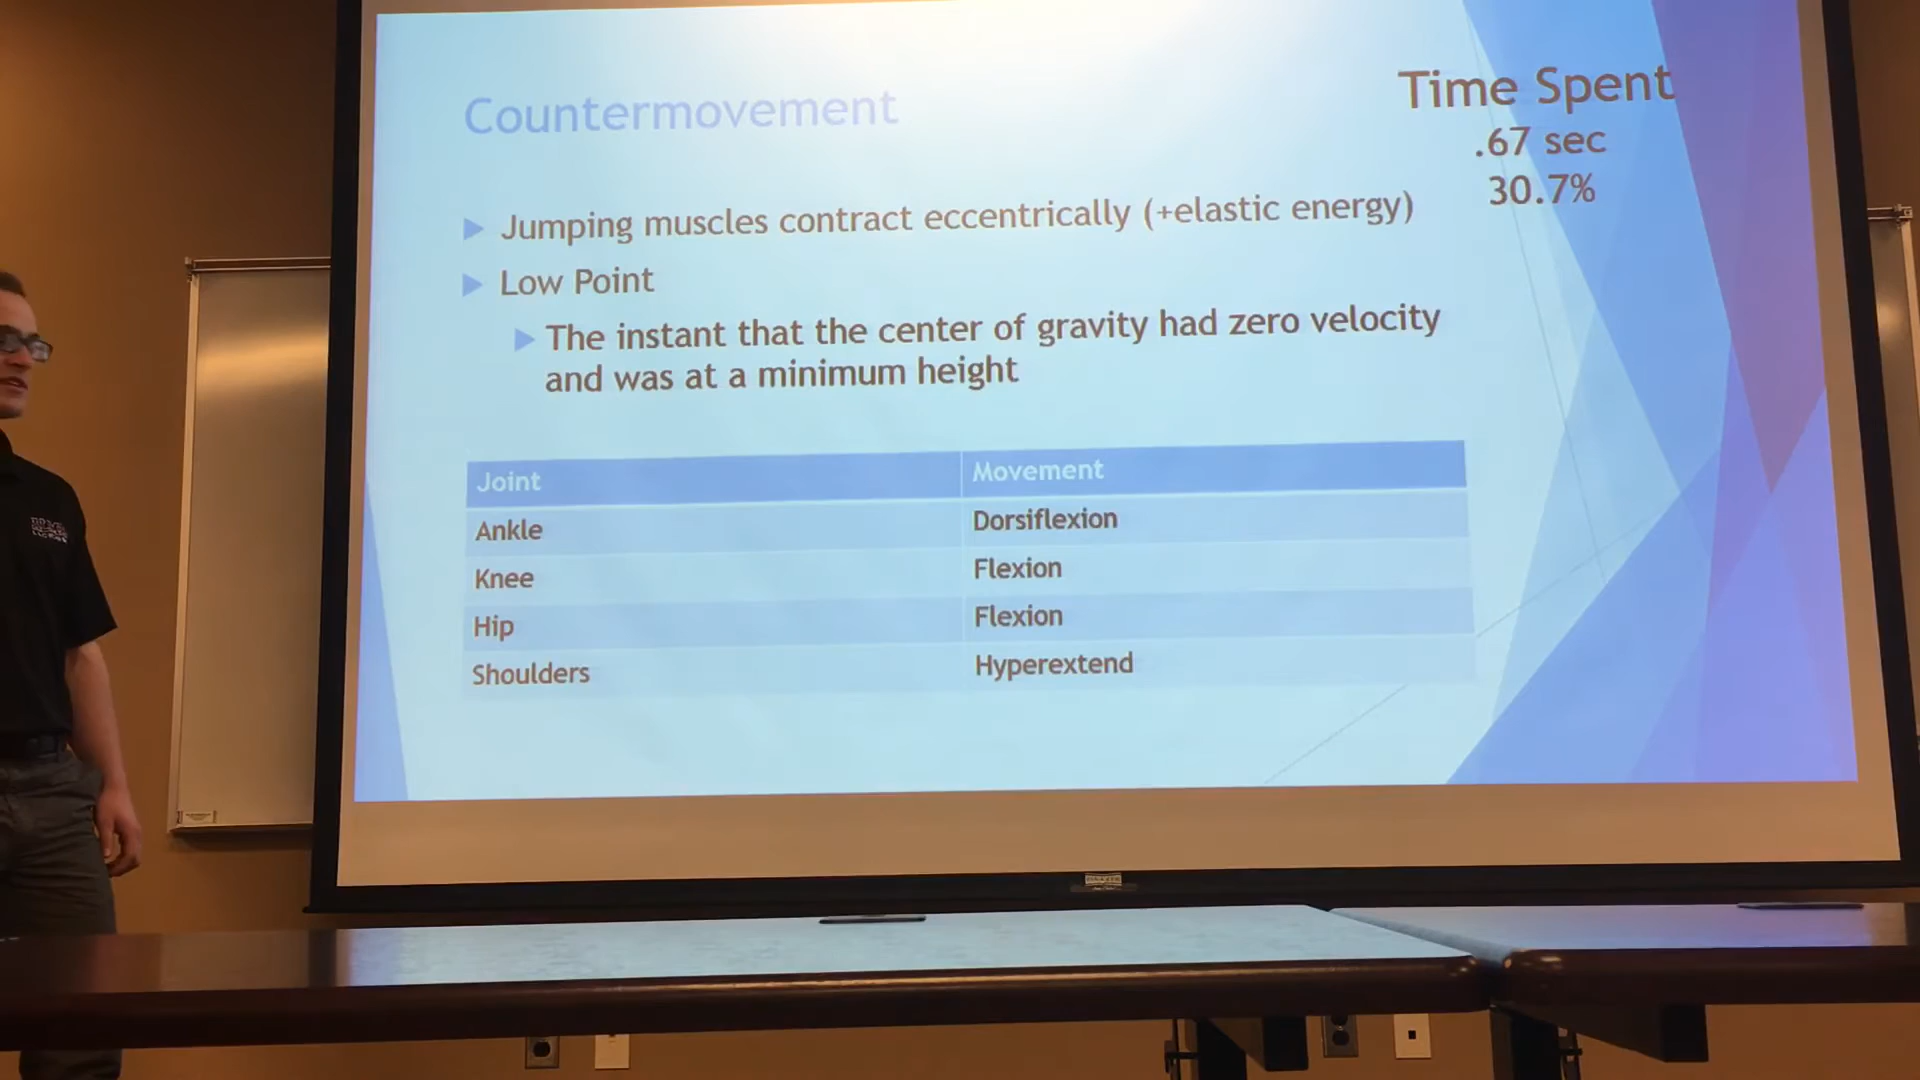 Countermovement
Time Spent
.67 sec
30.7%
Jumping muscles contract eccentrically (+elastic energy)
Low Point
The instant that the center of gravity had zero velocity
and was at a minimum height
Joint Movement
Ankle Dorsiflexion
Knee Flexion
Hip Flexion
Shoulders Hyperextend